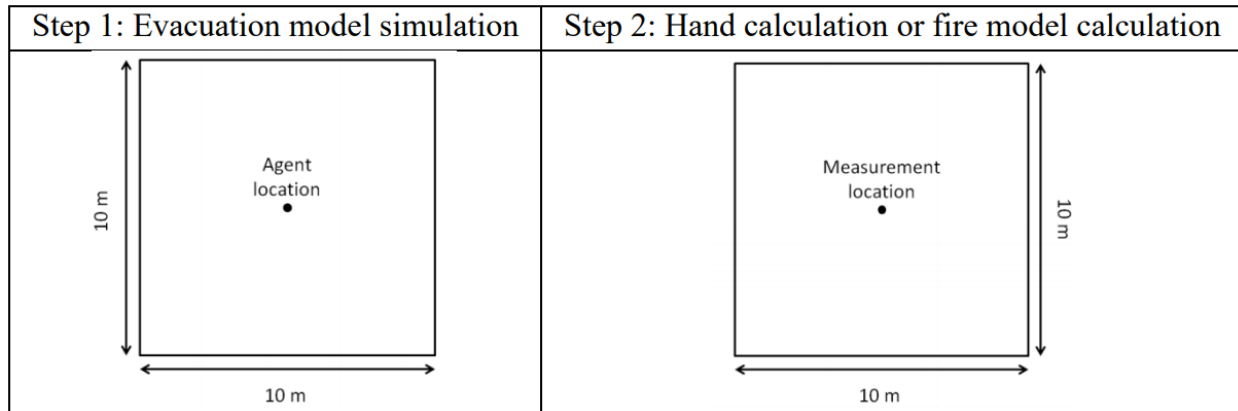 Step 1: Evacuation model simulation
Step 2: Hand calculation or fire model calculation
Agent
location
10 m
10 m
Measurement
location
10 m
10 m